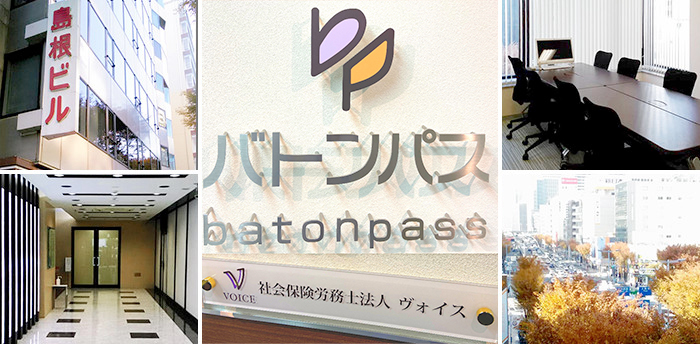 島根ビル
バトンパス
batonpass
VOICE
社会保険労務士法人 ヴォイス